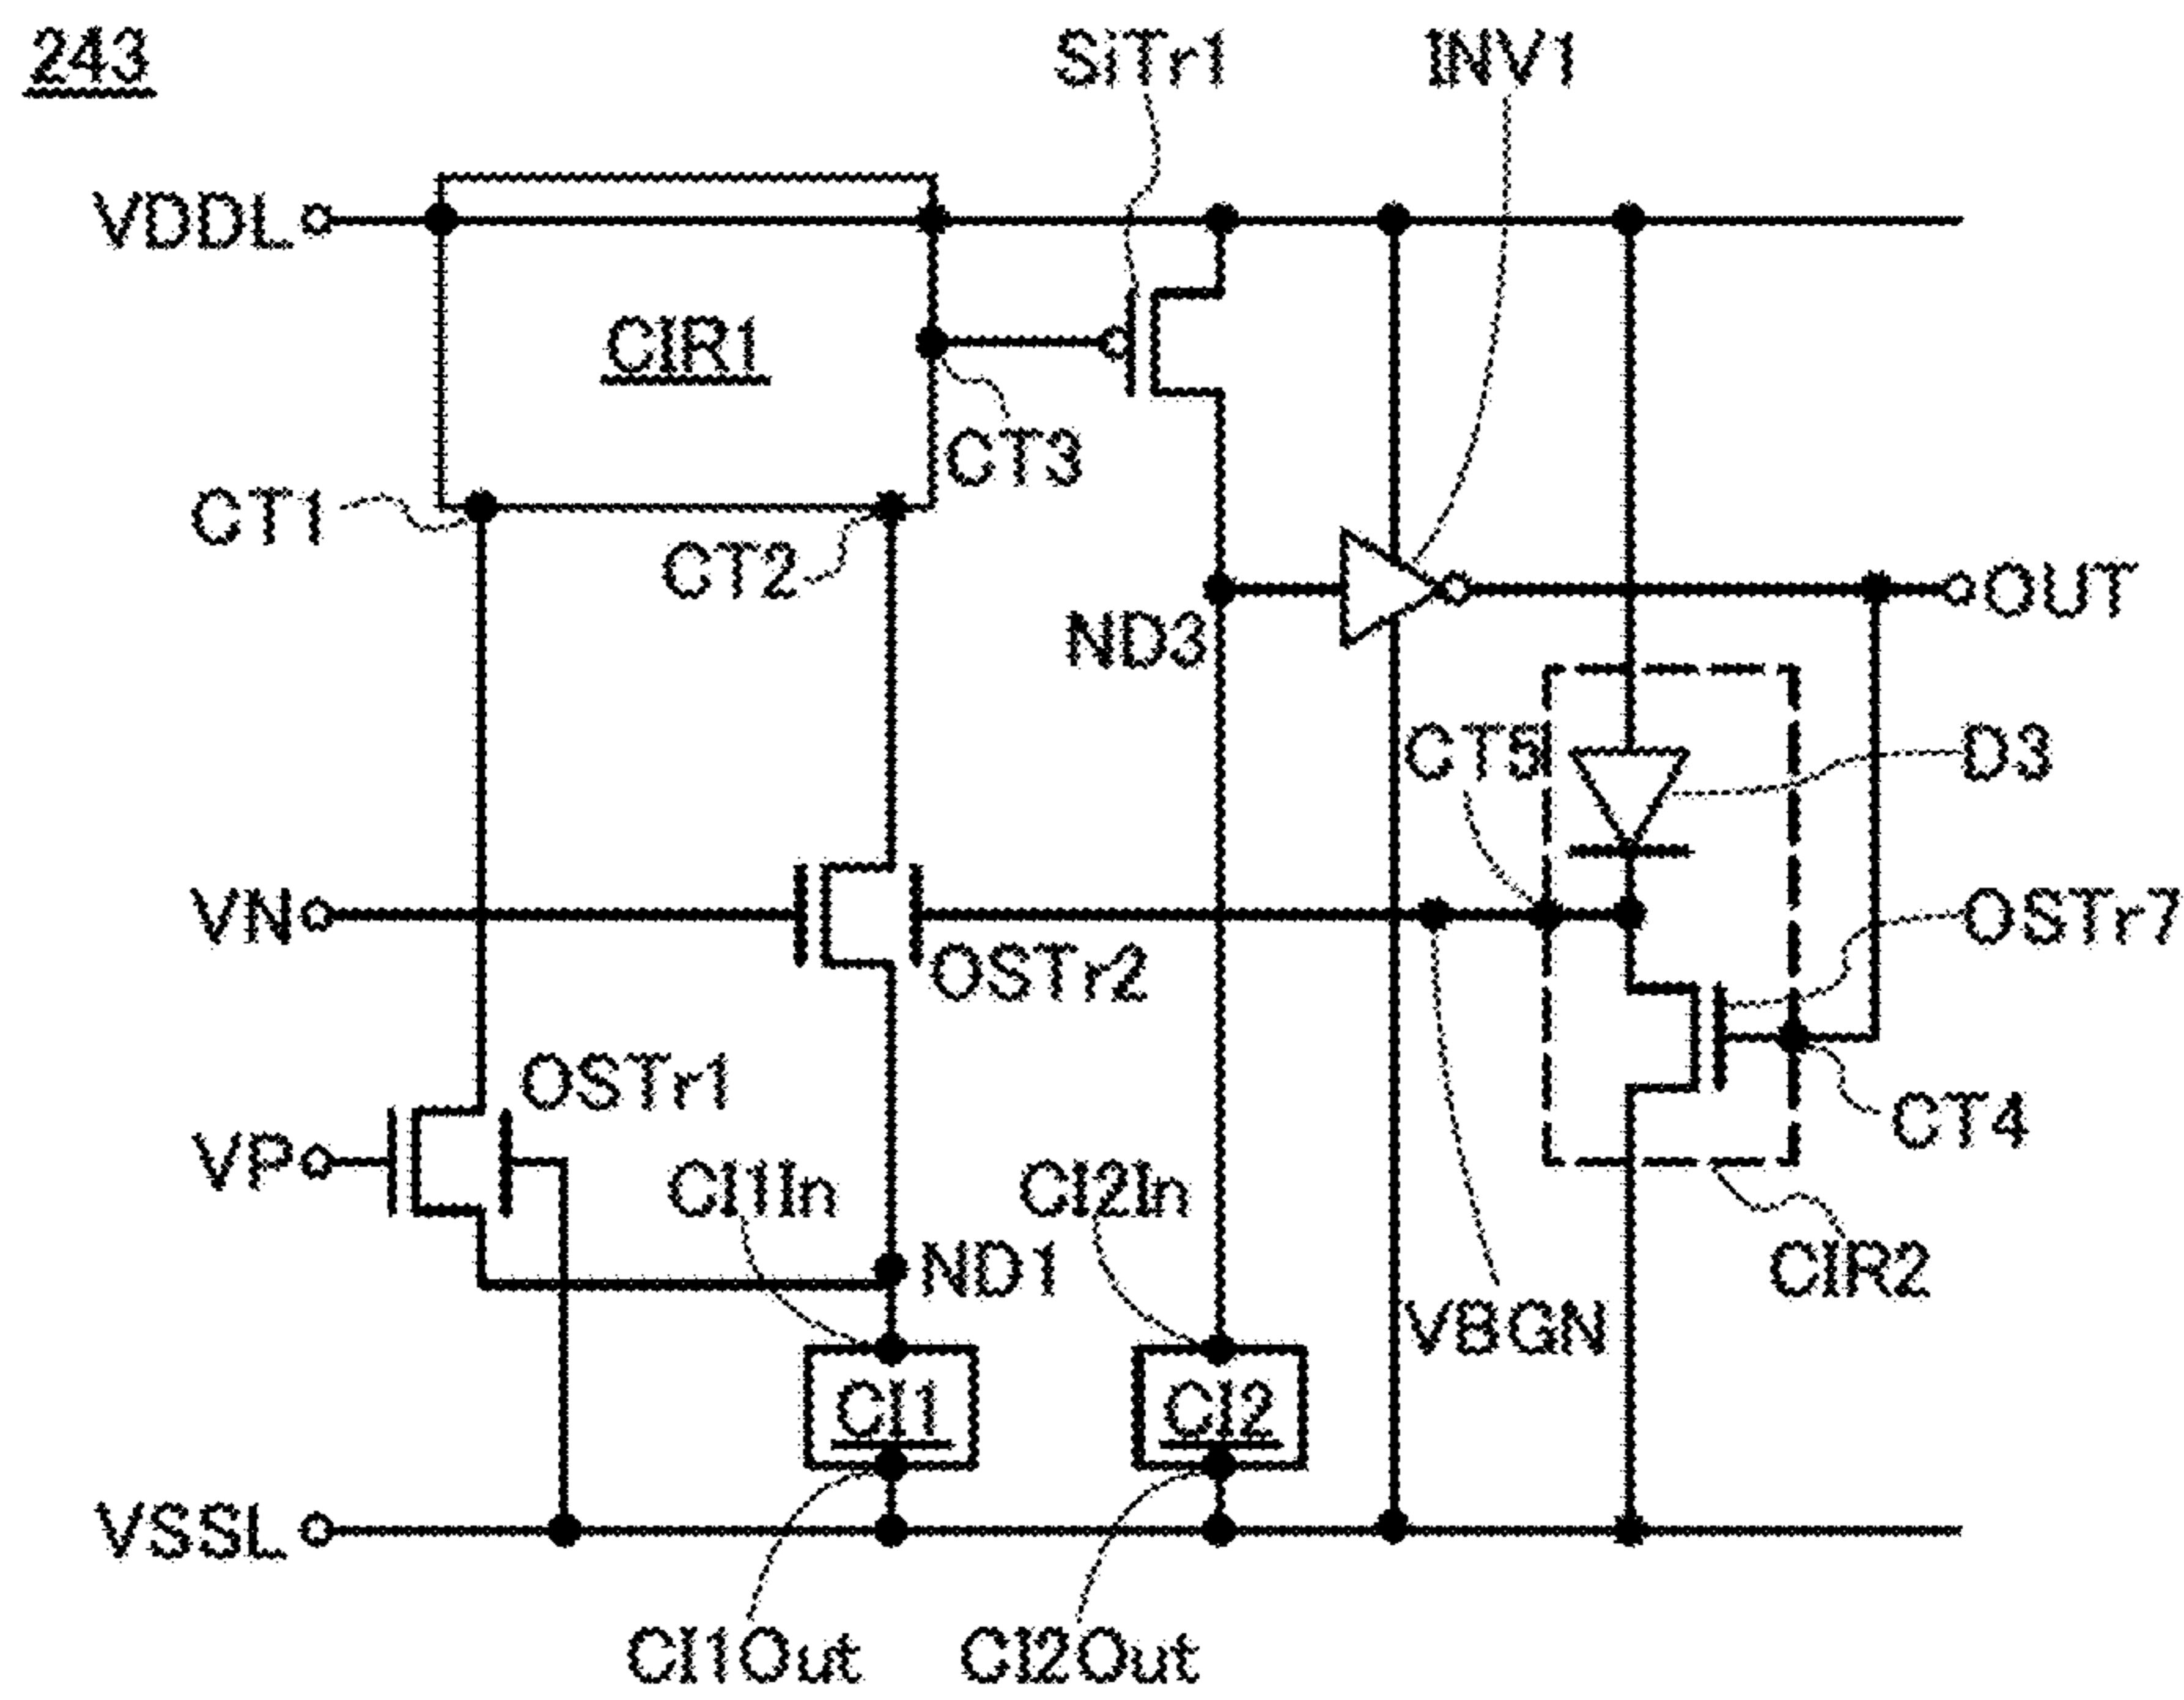 243
SiTr1
INV1
VDDL
CIR1
CT3
CT1
CT2
OUT
ND3
CT5
D3
VN
OSTr7
OSTr2
OSTr1
CT4
VP
CI1In
CI2In
ND1
CIR2
VBGN
CI1
CI2
VSSL
CI1Out
CI2Out